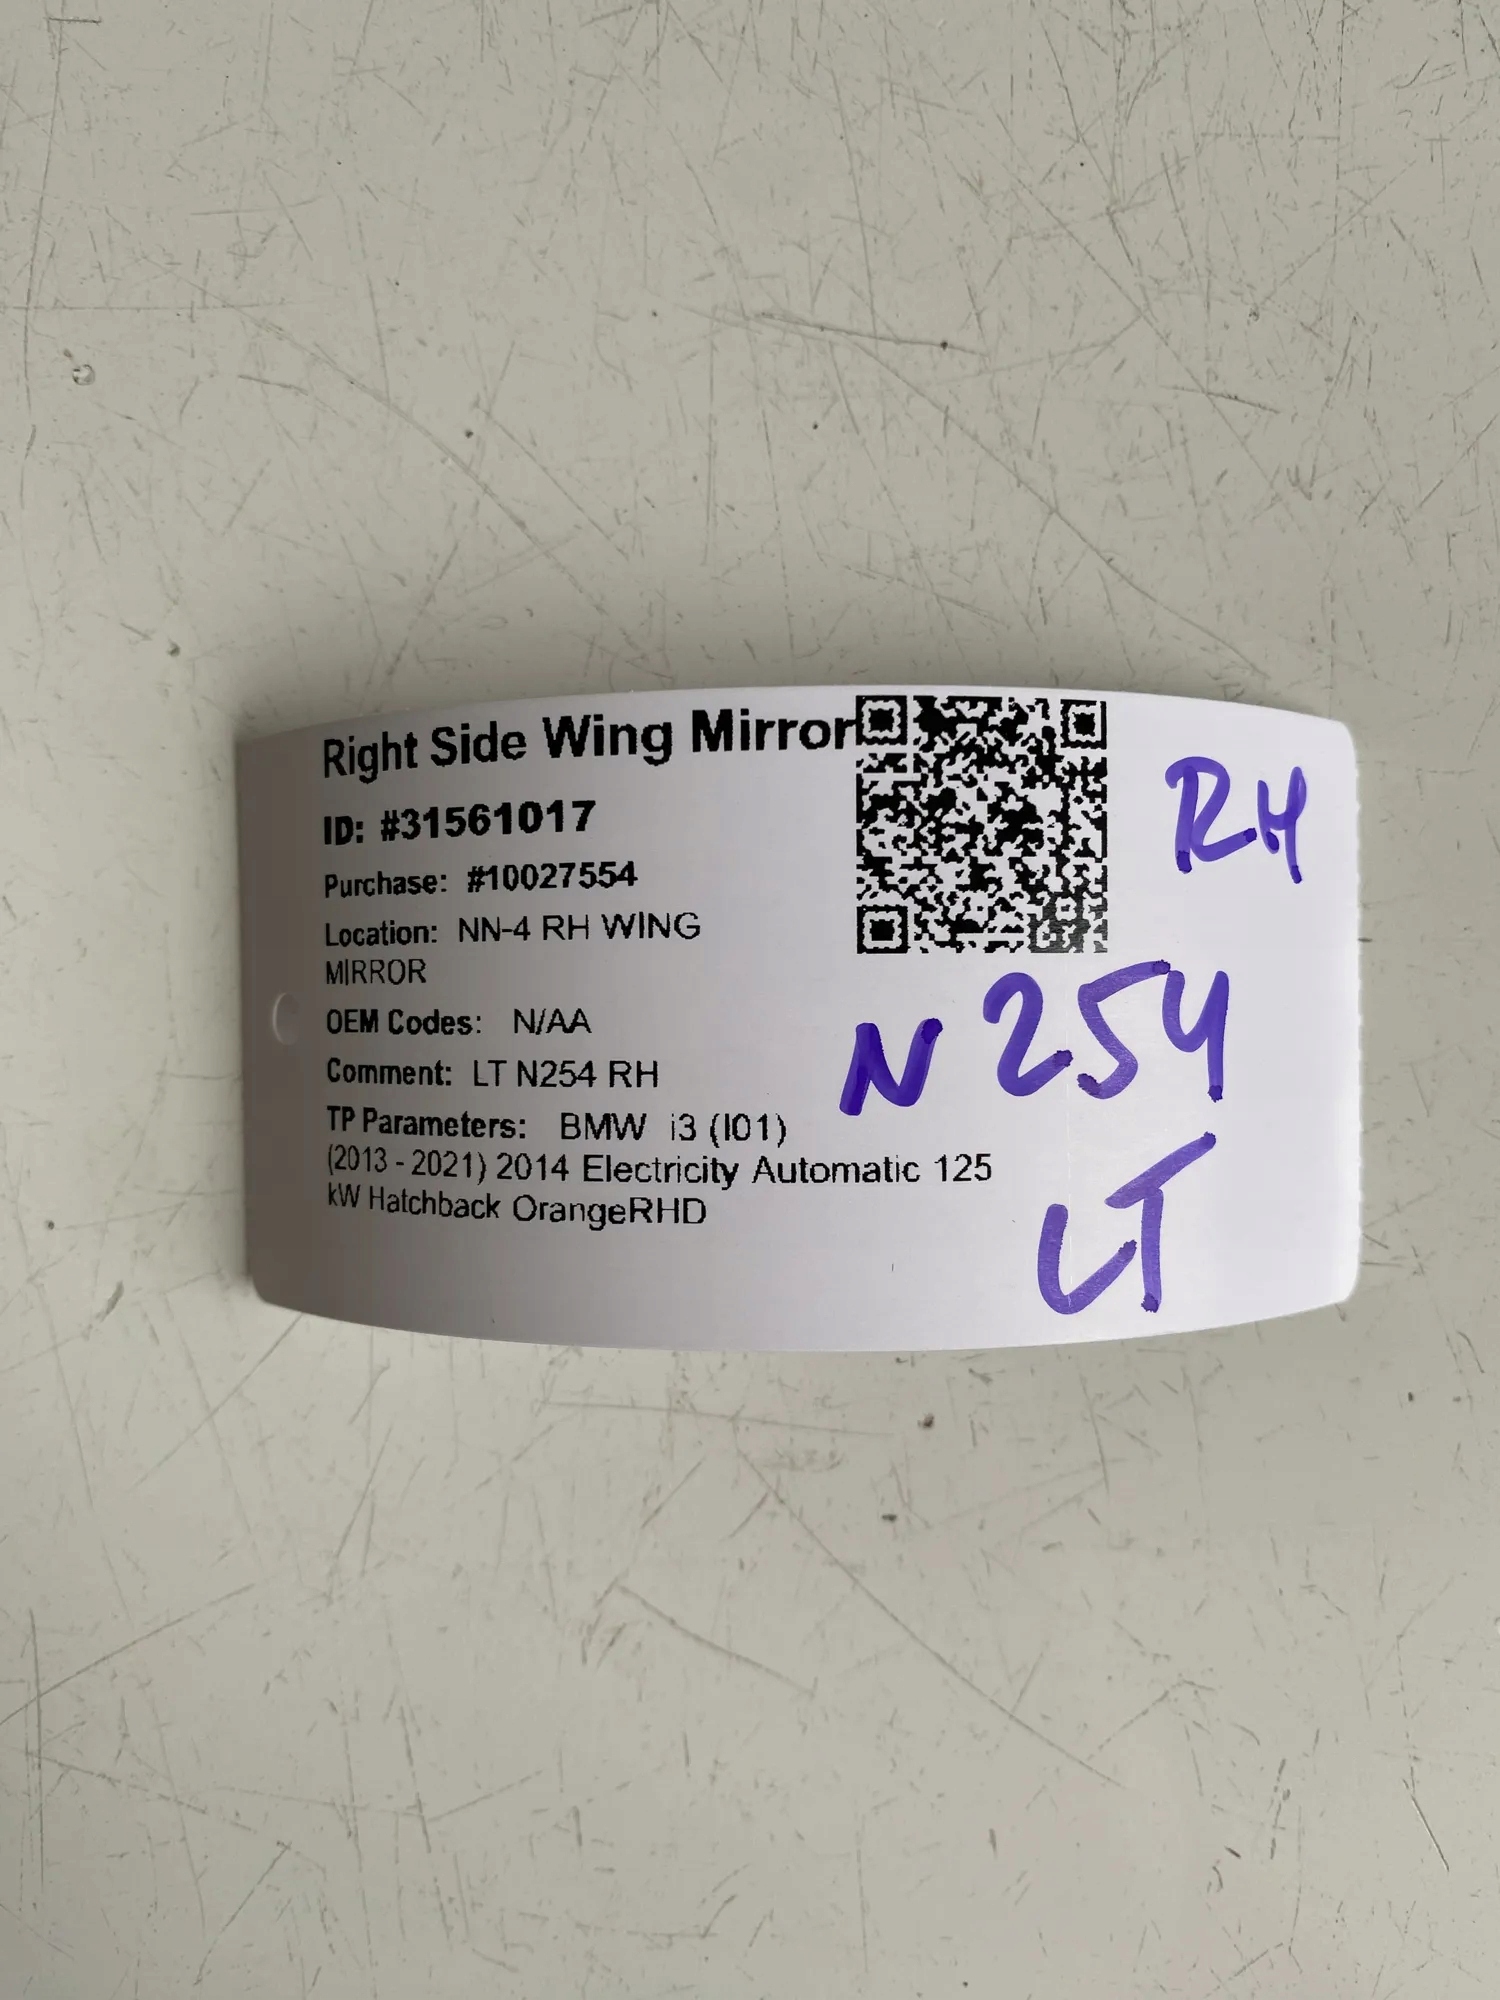 Right Side Wing Mirror
ID: #31561017
Purchase: #10027554
Location: NN-4 RH WING
MIRROR
OEM Codes: N/AA
Comment: LT N254 RH
TP Parameters: BMW i3 (I01)
(2013 - 2021) 2014 Electricity Automatic 125
kW Hatchback OrangeRHD
RH
N254
LT